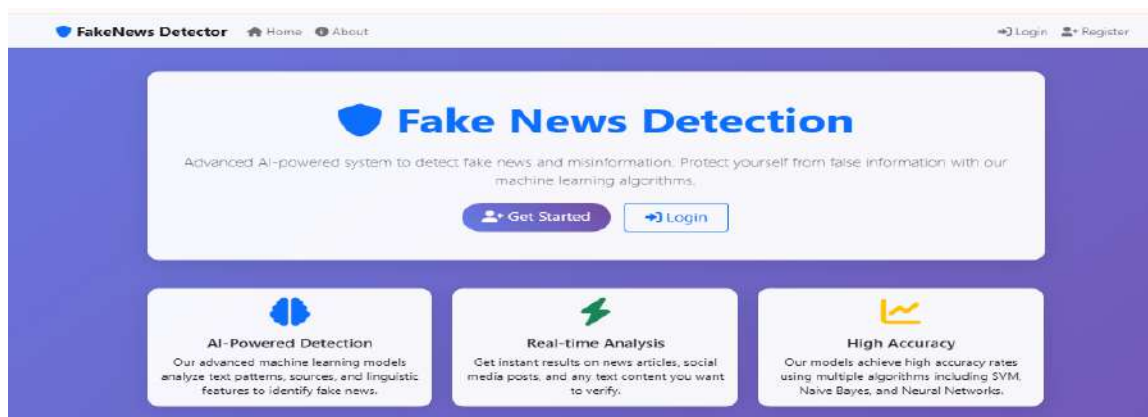 FakeNews Detector Home About Login Register
Fake News Detection
Advanced AI-powered system to detect fake news and misinformation. Protect yourself from false information with our
machine learning algorithms.
Get Started Login
AI-Powered Detection
Our advanced machine learning models
analyze text patterns, sources, and linguistic
features to identify fake news.
Real-time Analysis
Get instant results on news articles, social
media posts, and any text content you want
to verify.
High Accuracy
Our models achieve high accuracy rates
using multiple algorithms including SVM,
Naive Bayes, and Neural Networks.